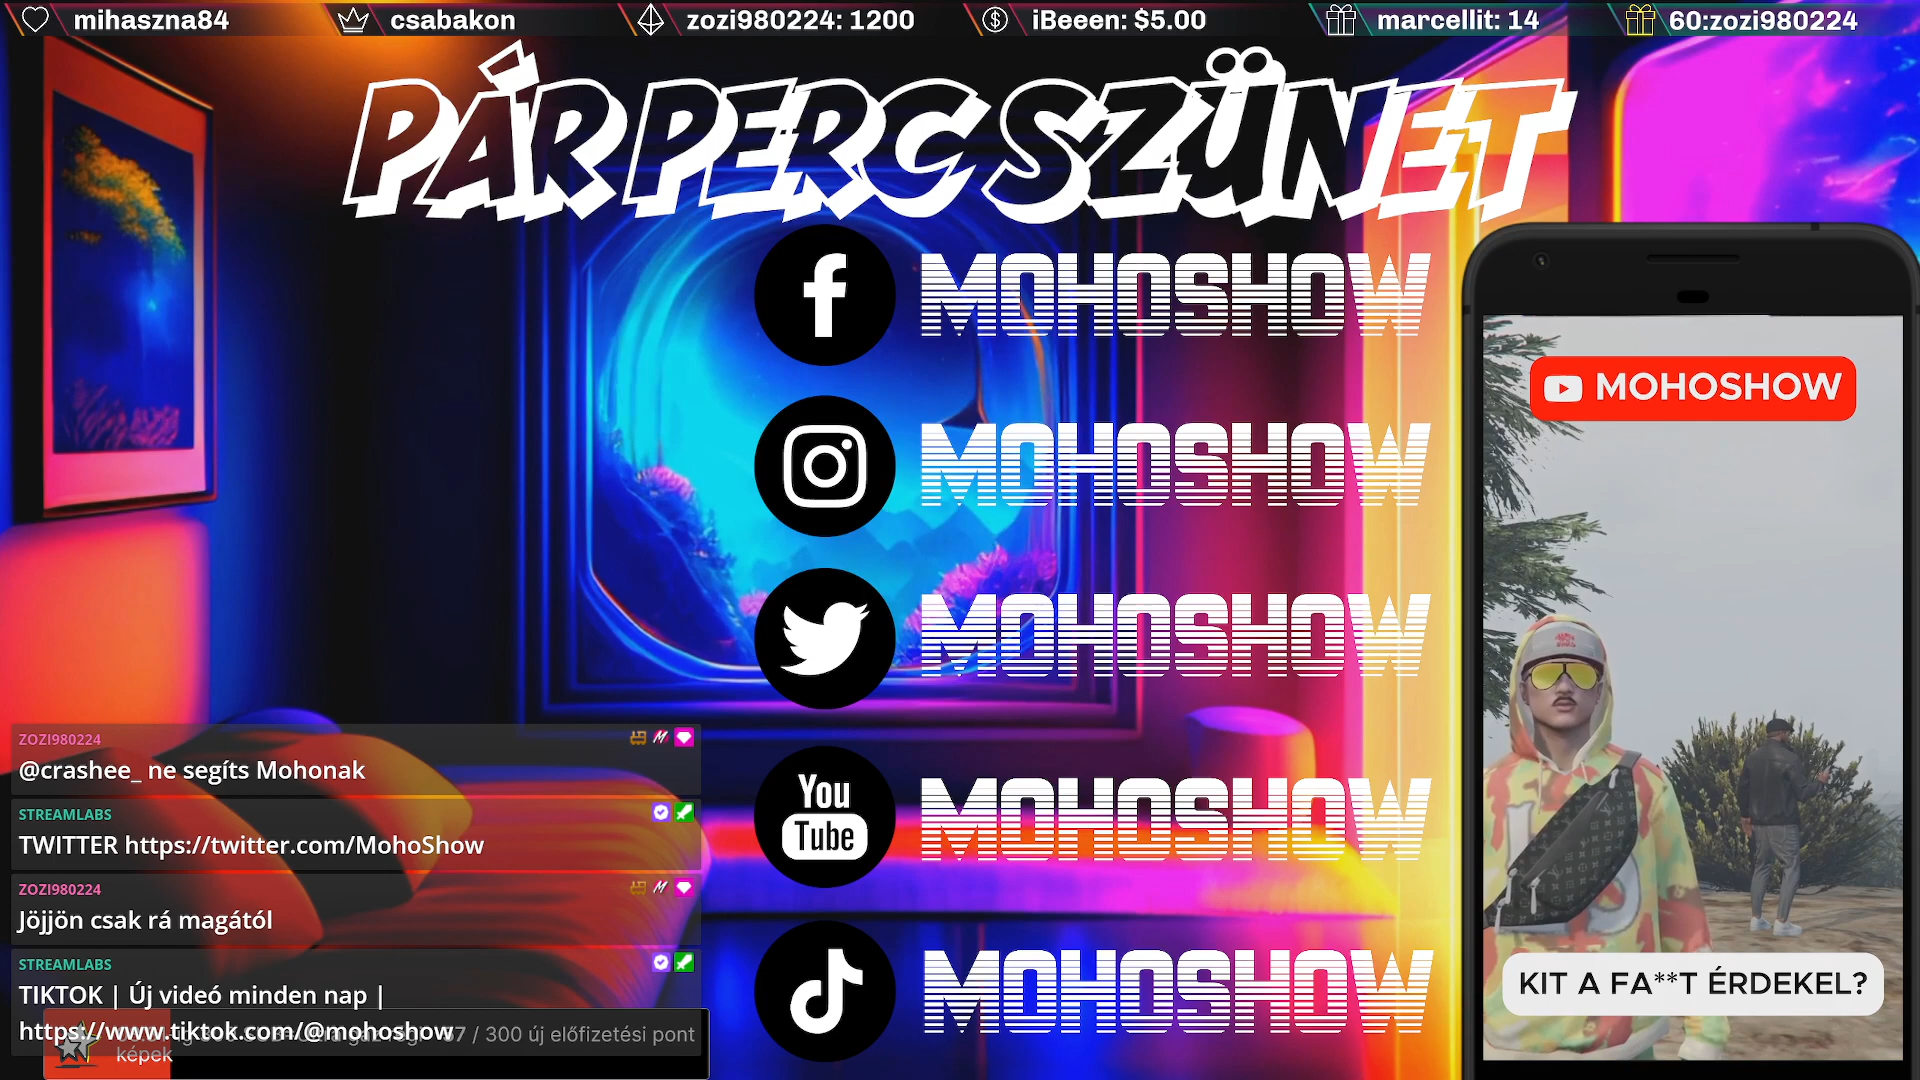 mihaszna84
csabakon
zozi980224: 1200
iBeeen: $5.00
marcellit: 14
60:zozi980224
PÁR PERC SZÜNET
MOHOSHOW
MOHOSHOW
MOHOSHOW
You
Tube
MOHOSHOW
MOHOSHOW
MOHOSHOW
KIT A FA**T ÉRDEKEL?
ZOZI980224
@crashee_ ne segíts Mohonak
STREAMLABS
TWITTER https://twitter.com/MohoShow
ZOZI980224
Jöjjön csak rá magától
STREAMLABS
TIKTOK | Új videó minden nap |
https://www.tiktok.com/@mohoshow
/ 300 új előfizetési pont
képek